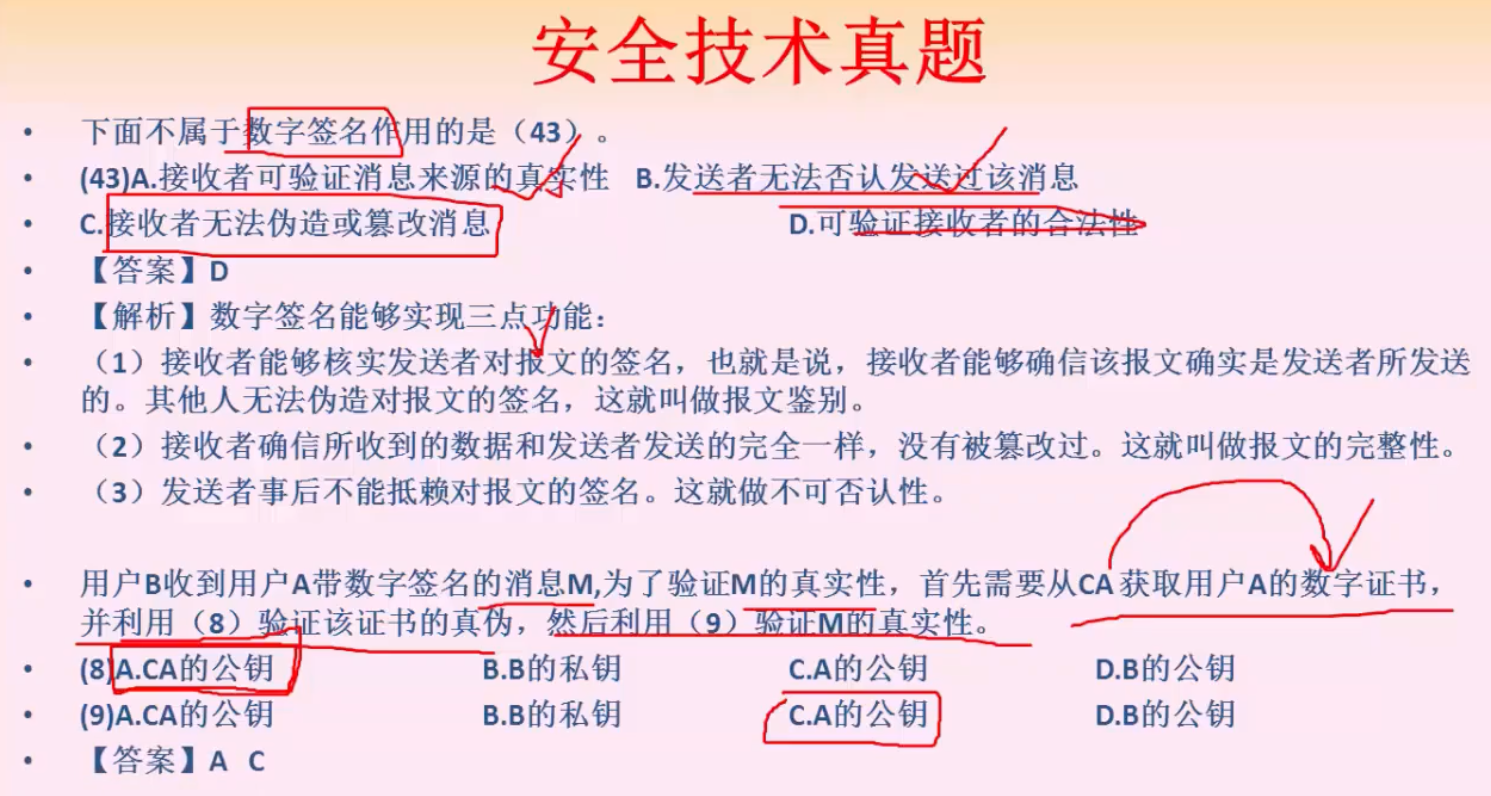 安全技术真题
• 下面不属于数字签名作用的是（43）。
• (43)A.接收者可验证消息来源的真实性 B.发送者无法否认发送过该消息
• C.接收者无法伪造或篡改消息 D.可验证接收者的合法性
• 【答案】D
• 【解析】数字签名能够实现三点功能：
• （1）接收者能够核实发送者对报文的签名，也就是说，接收者能够确信该报文确实是发送者所发送
的。其他人无法伪造对报文的签名，这就叫做报文鉴别。
• （2）接收者确信所收到的数据和发送者发送的完全一样，没有被篡改过。这就叫做报文的完整性。
• （3）发送者事后不能抵赖对报文的签名。这就做不可否认性。
• 用户B收到用户A带数字签名的消息M,为了验证M的真实性，首先需要从CA 获取用户A的数字证书，
并利用（8）验证该证书的真伪，然后利用（9）验证M的真实性。
• (8)A.CA的公钥 B.B的私钥 C.A的公钥 D.B的公钥
• (9)A.CA的公钥 B.B的私钥 C.A的公钥 D.B的公钥
• 【答案】A C